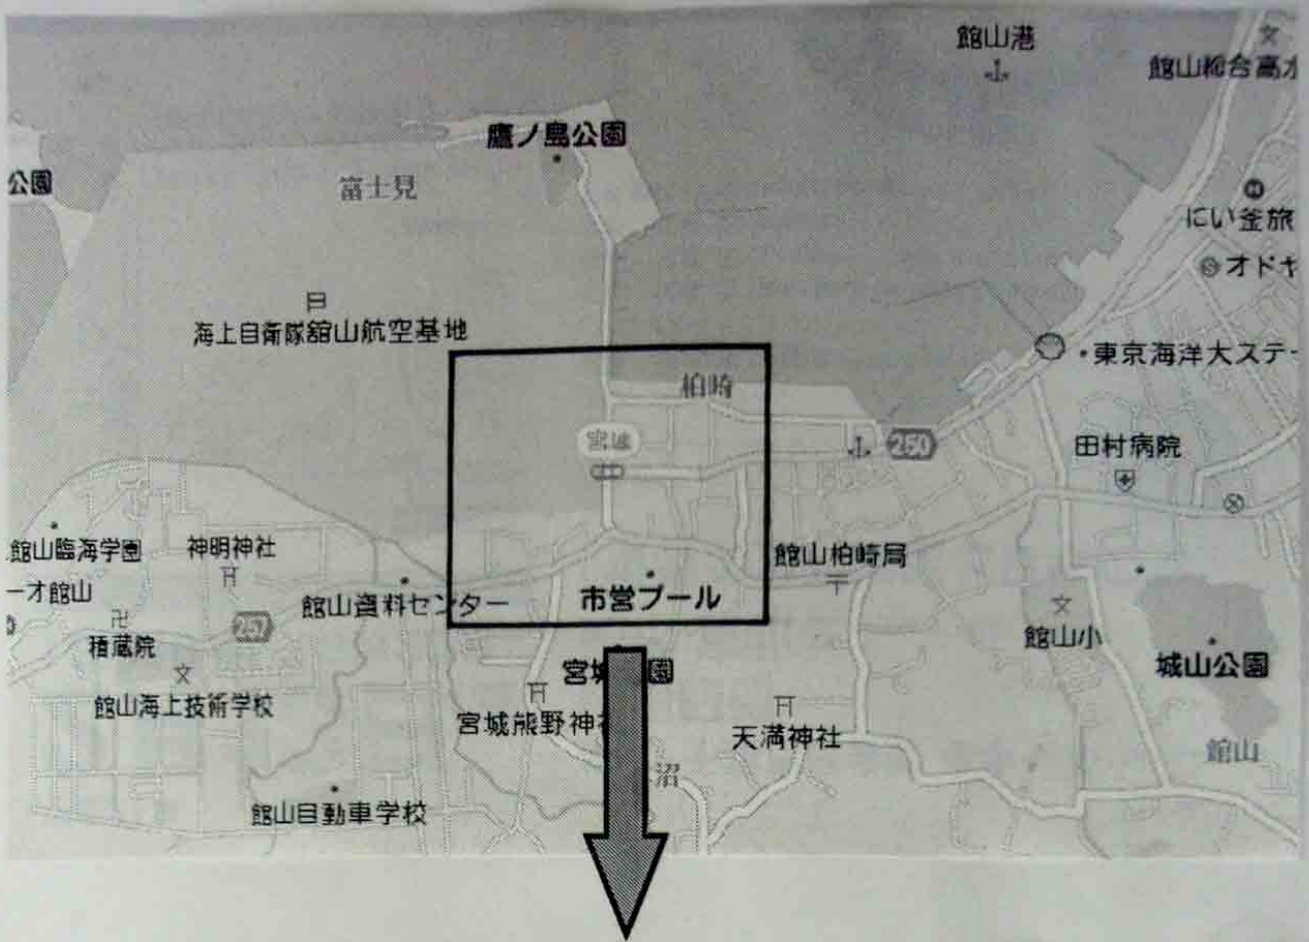 館山港
館山総合高水
鷹ノ島公園
公園
富士見
にい釜旅
オドヤ
海上自衛隊館山航空基地
東京海洋大ステー
柏崎
宮城
250
田村病院
館山臨海学園
神明神社
館山柏崎局
ーオ館山
館山資料センター
市営プール
257
積蔵院
館山小
宮城
園
城山公園
館山海上技術学校
宮城熊野神社
天満神社
館山
沼
館山自動車学校